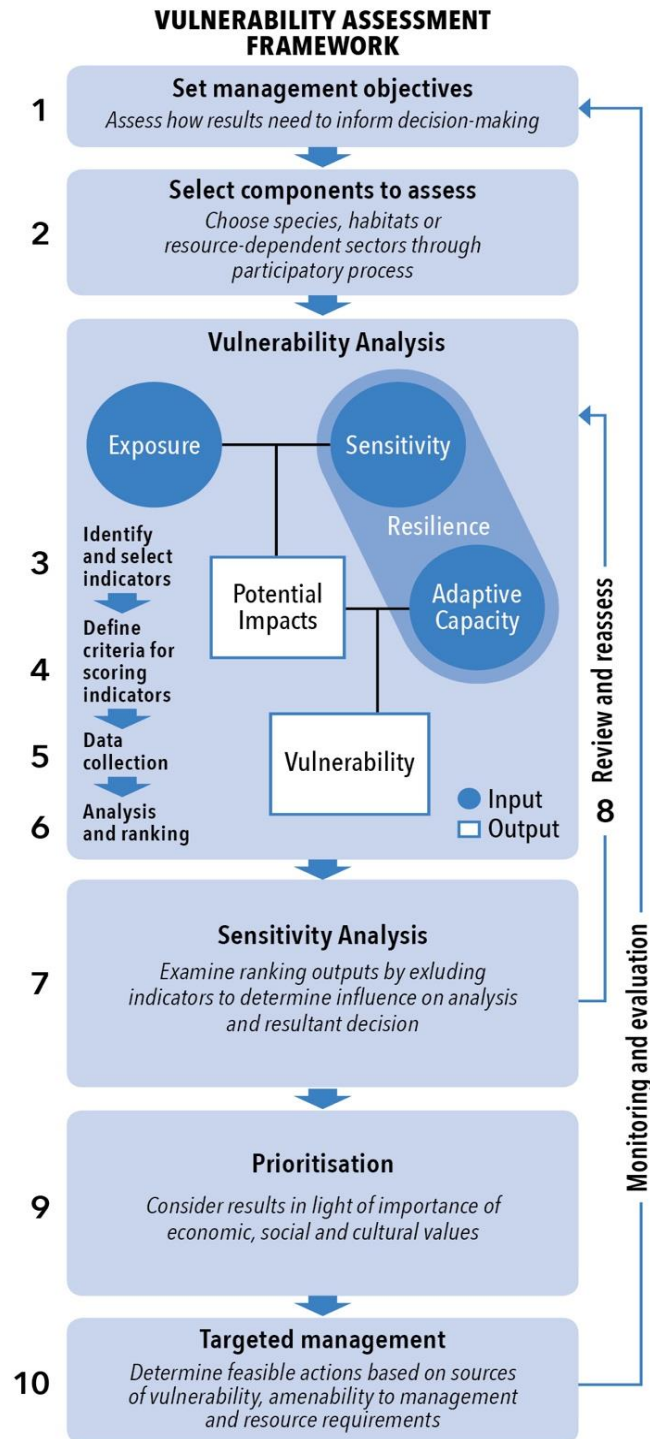 VULNERABILITY ASSESSMENT
FRAMEWORK
1
Set management objectives
Assess how results need to inform decision-making
2
Select components to assess
Choose species, habitats or
resource-dependent sectors through
participatory process
Vulnerability Analysis
Exposure
Sensitivity
Resilience
3
Identify
and select
indicators
Potential
Impacts
Adaptive
Capacity
4
Define
criteria for
scoring
indicators
5
Data
collection
Vulnerability
6
Analysis
and ranking
Input
Output
8 Review and reassess
Monitoring and evaluation
7
Sensitivity Analysis
Examine ranking outputs by exluding
indicators to determine influence on analysis
and resultant decision
9
Prioritisation
Consider results in light of importance of
economic, social and cultural values
10
Targeted management
Determine feasible actions based on sources
of vulnerability, amenability to management
and resource requirements